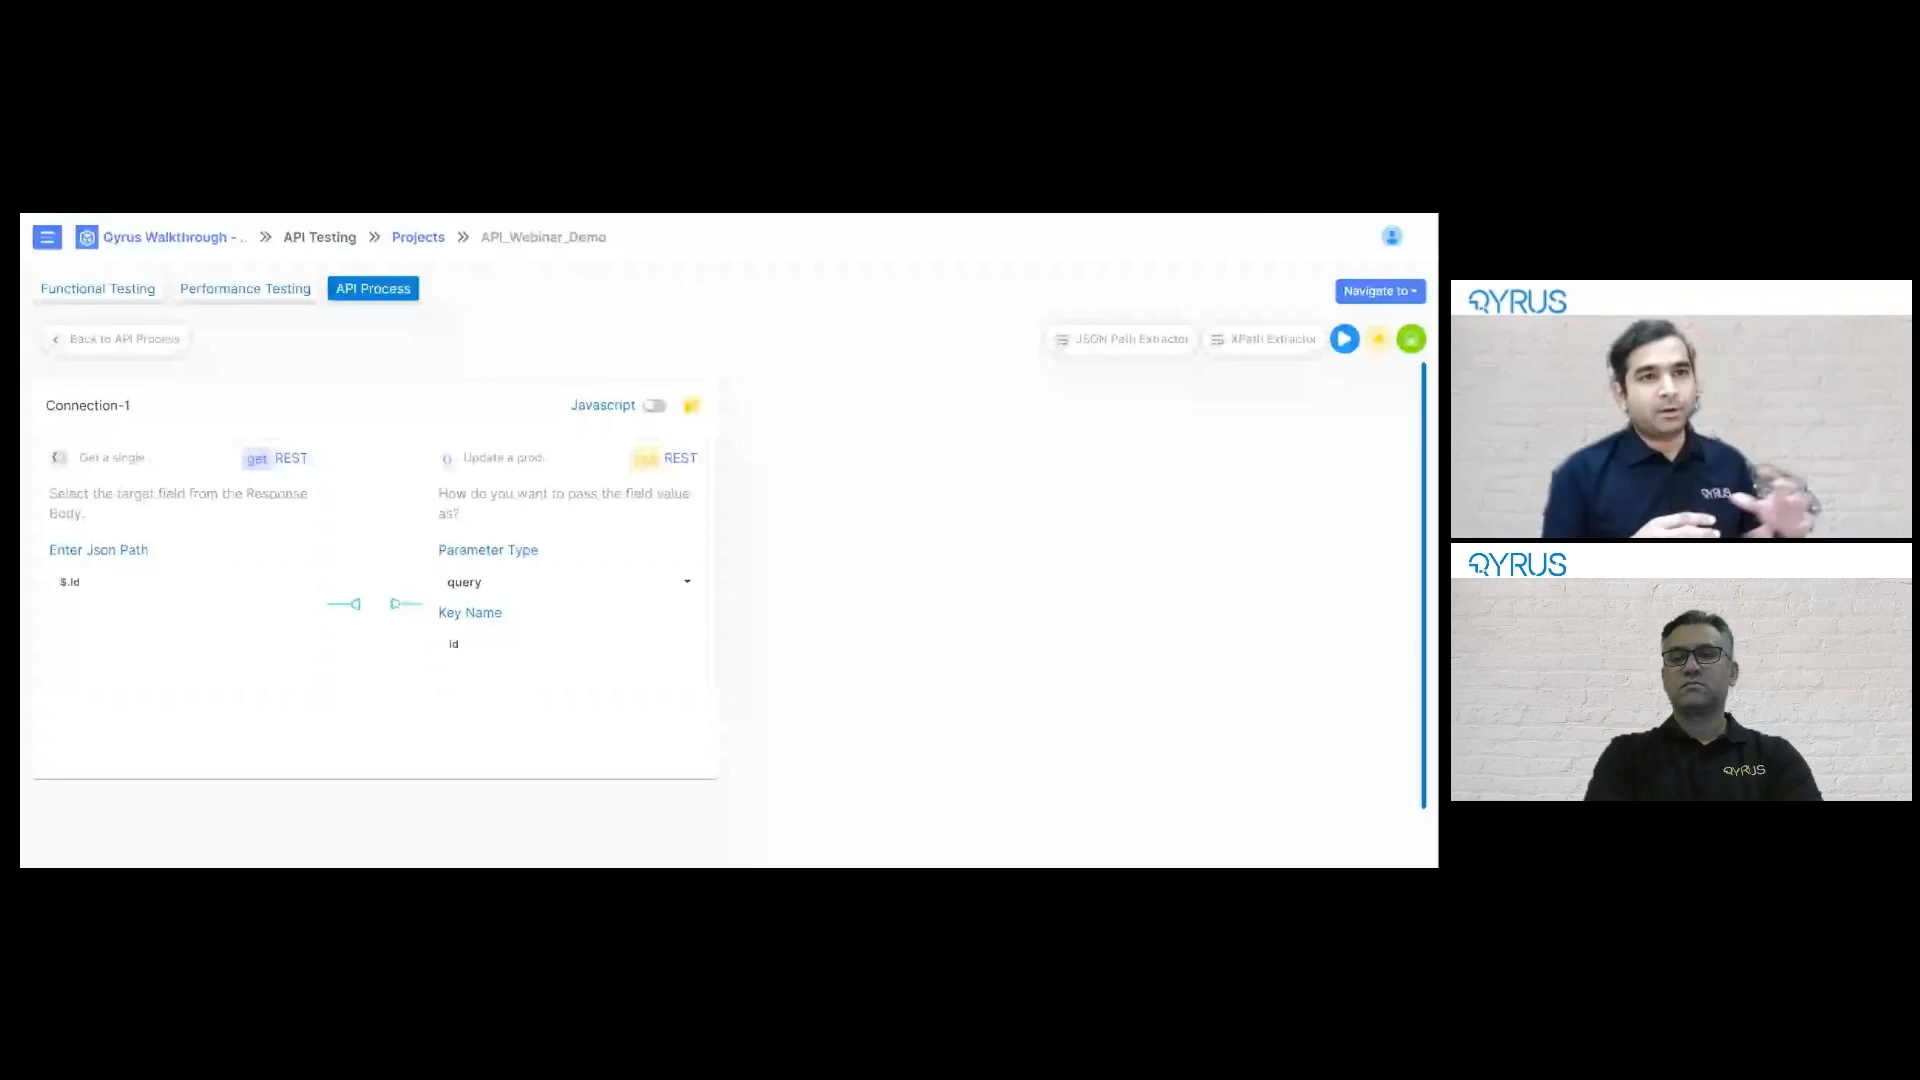 Qyrus Walkthrough - .. >> API Testing >> Projects >> API_Webinar_Demo
Functional Testing Performance Testing API Process
Navigate to
Back to API Process
JSON Path Extractor XPath Extractor
Connection-1
Javascript
Get a single...
get REST
Update a prod...
REST
Select the target field from the Response
Body.
How do you want to pass the field value
as?
Enter Json Path
$.id
Parameter Type
query
Key Name
id
QYRUS
QYRUS
QYRUS
QYRUS